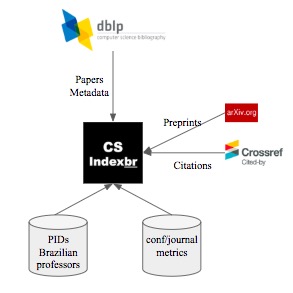 dblp
computer science bibliography
Papers
Metadata
arXiv.org
Preprints
CS
Indexbr
Crossref
Cited-by
Citations
PIDs
Brazilian
professors
conf/journal
metrics